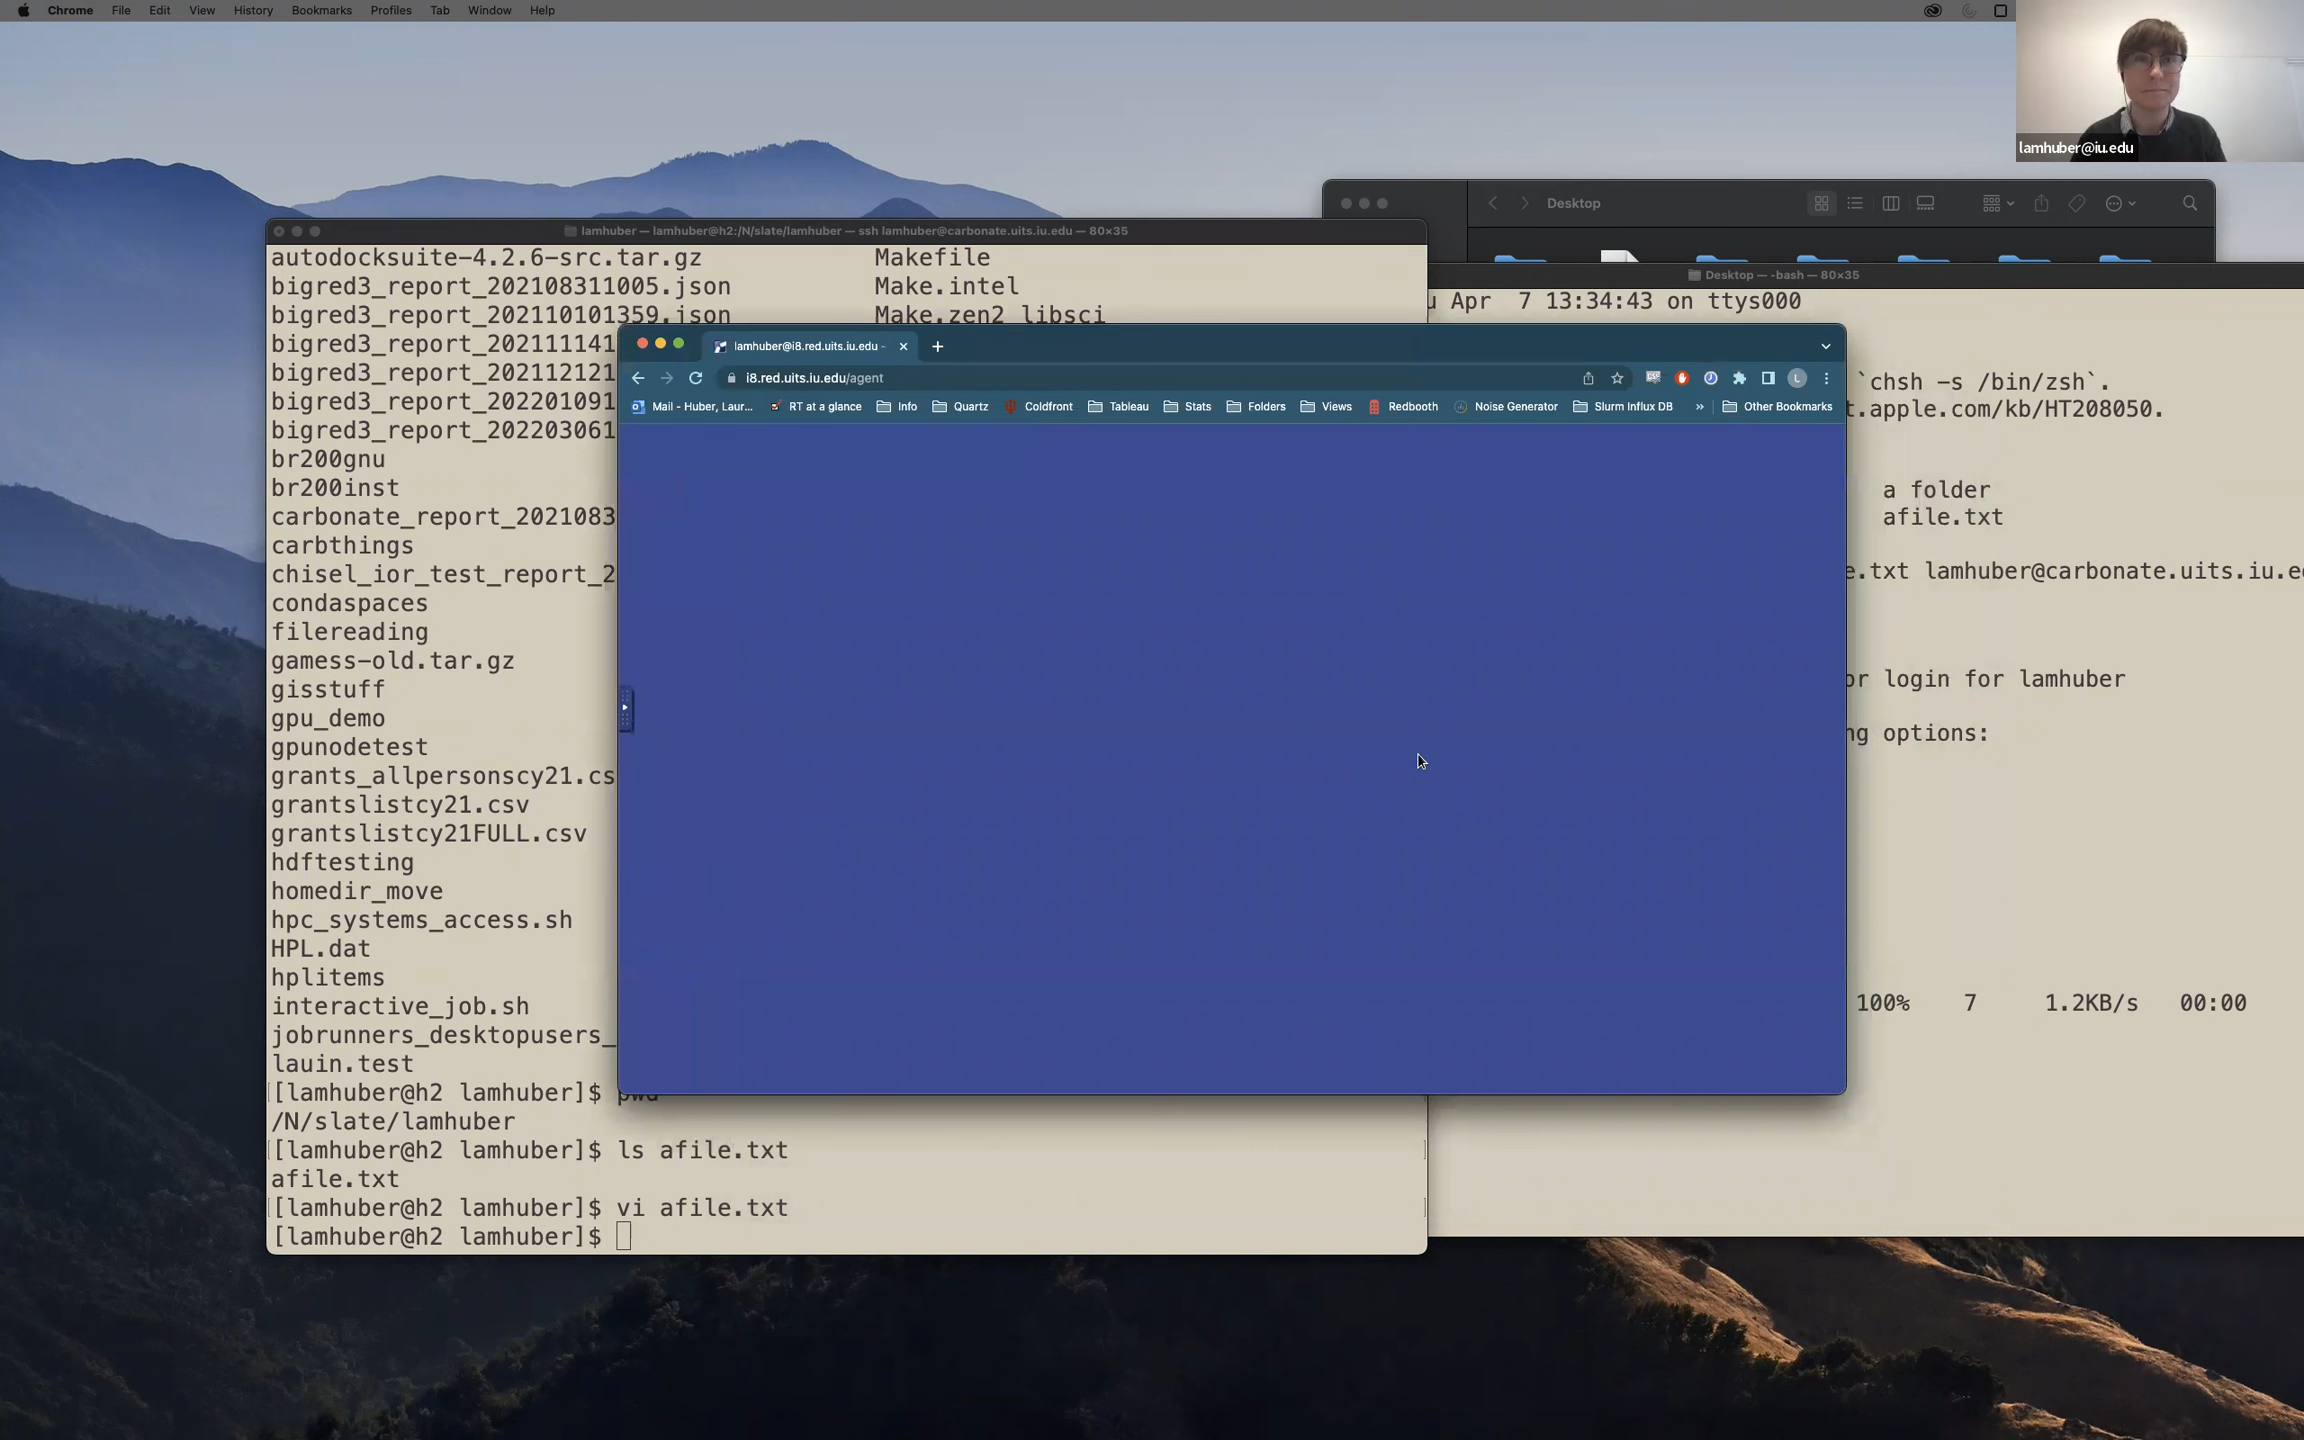 Chrome File Edit View History Bookmarks Profiles Tab Window Help
lamhuber@iu.edu
Desktop
lamhuber — lamhuber@h2:/N/slate/lamhuber — ssh lamhuber@carbonate.uits.iu.edu — 80×35
autodocksuite-4.2.6-src.tar.gz Makefile
bigred3_report_202108311005.json Make.intel
bigred3_report_202110101359.json Make.zen2_libsci
bigred3_report_202111141
bigred3_report_202112121
bigred3_report_202201091
bigred3_report_202203061
br200gnu
br200inst
carbonate_report_2021083
carbthings
chisel_ior_test_report_2
condaspaces
filereading
gamess-old.tar.gz
gisstuff
gpu_demo
gpunodetest
grants_allpersonscy21.cs
grantslistcy21.csv
grantslistcy21FULL.csv
hdftesting
homedir_move
hpc_systems_access.sh
HPL.dat
hplitems
interactive_job.sh
jobrunners_desktopusers_
lauin.test
[lamhuber@h2 lamhuber]$ pwd
/N/slate/lamhuber
[lamhuber@h2 lamhuber]$ ls afile.txt
afile.txt
[lamhuber@h2 lamhuber]$ vi afile.txt
[lamhuber@h2 lamhuber]$
lamhuber@i8.red.uits.iu.edu -
i8.red.uits.iu.edu/agent
Mail - Huber, Laur... RT at a glance Info Quartz Coldfront Tableau Stats Folders Views Redbooth Noise Generator Slurm Influx DB » Other Bookmarks
Desktop — -bash — 80×35
u Apr 7 13:34:43 on ttys000
`chsh -s /bin/zsh`.
t.apple.com/kb/HT208050.
a folder
afile.txt
e.txt lamhuber@carbonate.uits.iu.e
or login for lamhuber
ng options:
100% 7 1.2KB/s 00:00